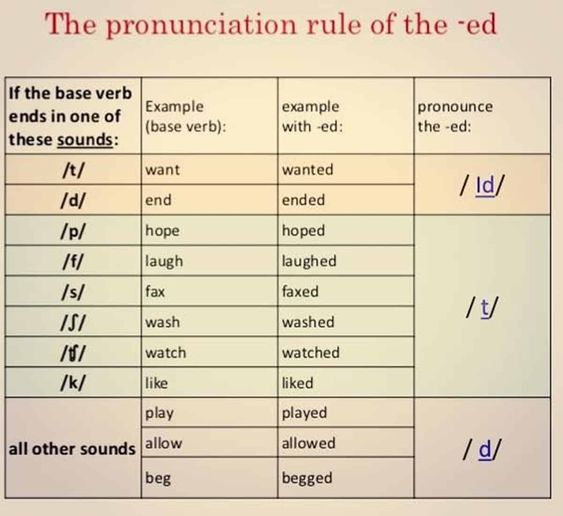 The pronunciation rule of the -ed
If the base verb
ends in one of
these sounds:
Example
(base verb):
example
with -ed:
pronounce
the -ed:
/t/ want wanted
/ Id/
/d/ end ended
/p/ hope hoped
/f/ laugh laughed
/s/ fax faxed
/t/
/ʃ/ wash washed
/ʧ/ watch watched
/k/ like liked
all other sounds
play played
allow allowed
/ d/
beg begged